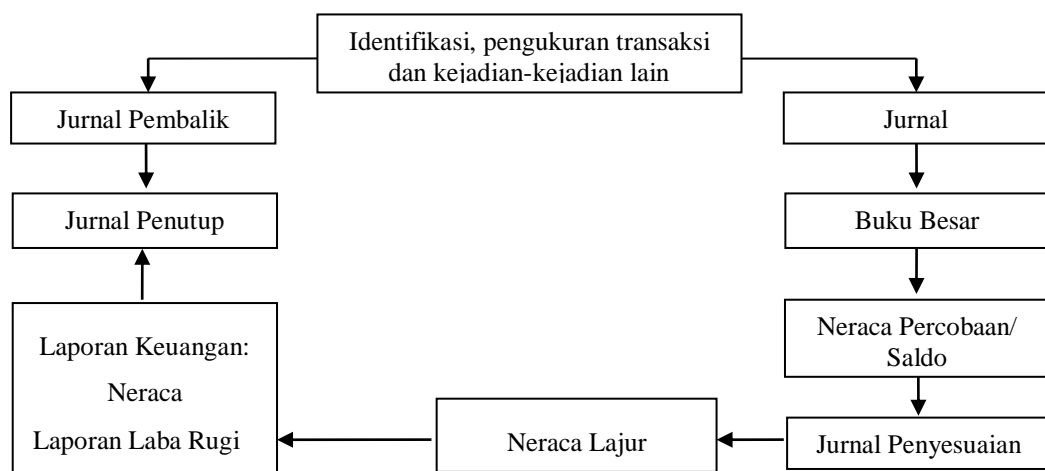 Identifikasi, pengukuran transaksi
dan kejadian-kejadian lain
Jurnal Pembalik
Jurnal
Jurnal Penutup
Buku Besar
Neraca Percobaan/
Saldo
Laporan Keuangan:
Neraca
Laporan Laba Rugi
Neraca Lajur
Jurnal Penyesuaian